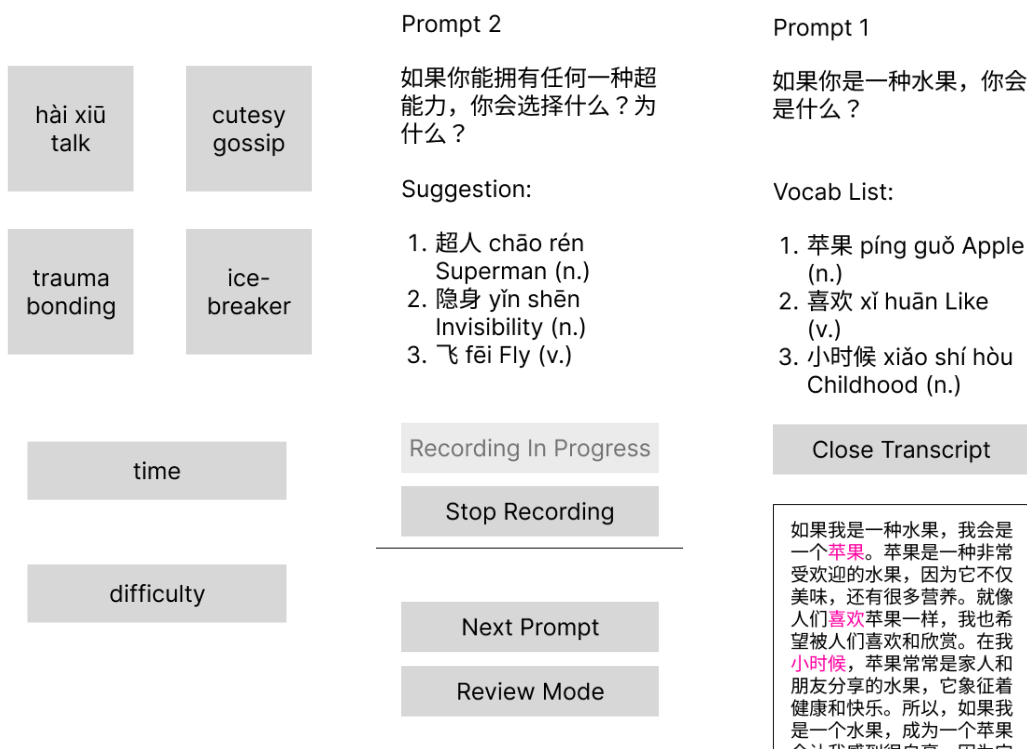 hài xiū
talk
cutesy
gossip
trauma
bonding
ice-
breaker
time
difficulty
Prompt 2
如果你能拥有任何一种超
能力，你会选择什么？为
什么？
Suggestion:
1. 超人 chāo rén
Superman (n.)
2. 隐身 yǐn shēn
Invisibility (n.)
3. 飞 fēi Fly (v.)
Recording In Progress
Stop Recording
Next Prompt
Review Mode
Prompt 1
如果你是一种水果，你会
是什么？
Vocab List:
1. 苹果 píng guǒ Apple
(n.)
2. 喜欢 xǐ huān Like
(v.)
3. 小时候 xiǎo shí hòu
Childhood (n.)
Close Transcript
如果我是一种水果，我会是
一个苹果。苹果是一种非常
受欢迎的水果，因为它不仅
美味，还有很多营养。就像
人们喜欢苹果一样，我也希
望被人们喜欢和欣赏。在我
小时候，苹果常常是家人和
朋友分享的水果，它象征着
健康和快乐。所以，如果我
是一个水果，成为一个苹果